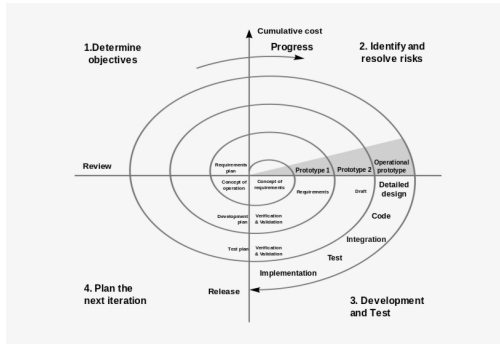 Cumulative cost
1.Determine
objectives
Progress
2. Identify and
resolve risks
Review
Requirements
plan
Prototype 1
Prototype 2
Operational
prototype
Concept of
operation
Concept of
requirements
Requirements
Draft
Detailed
design
Development
plan
Verification
& Validation
Code
Test plan
Verification
& Validation
Integration
Test
Implementation
4. Plan the
next iteration
Release
3. Development
and Test